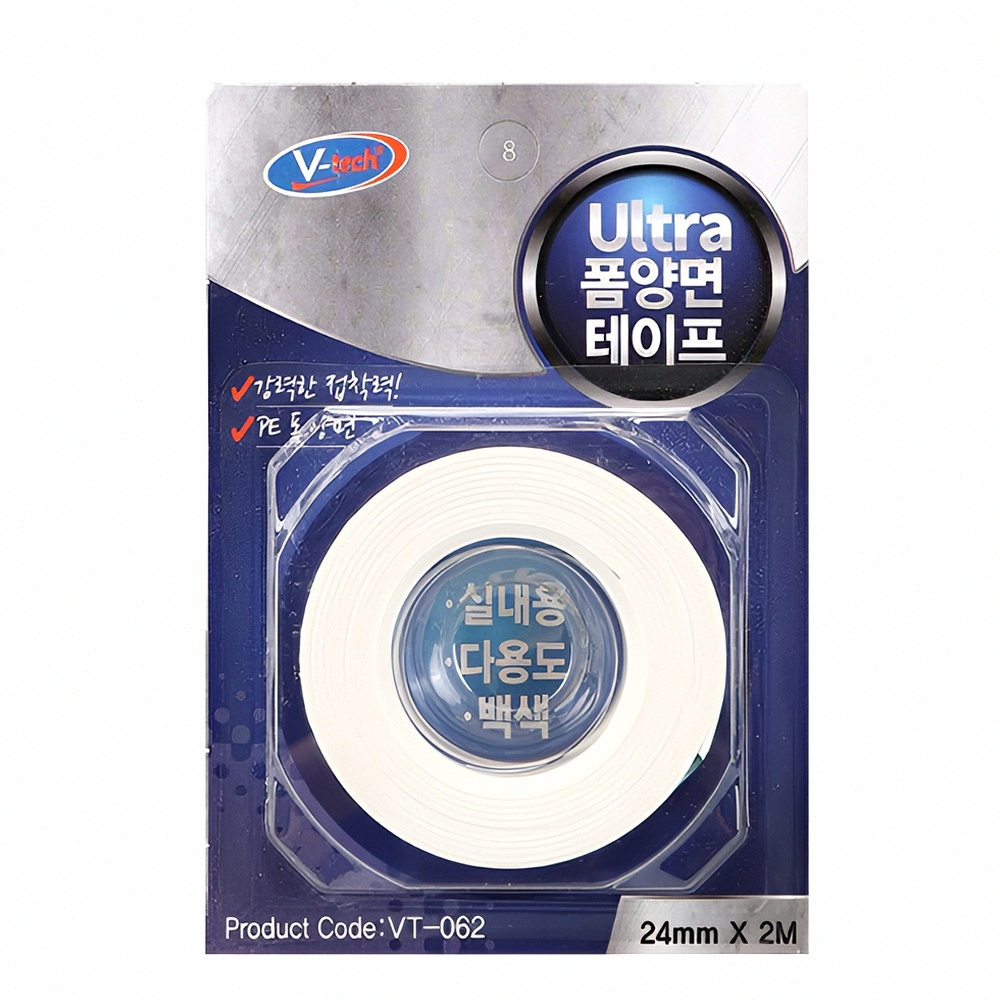 V-tech
8
Ultra
폼양면
테이프
강력한 접착력!
PE 폼 양면
·실내용
·다용도
·백색
Product Code:VT-062
24mm X 2M